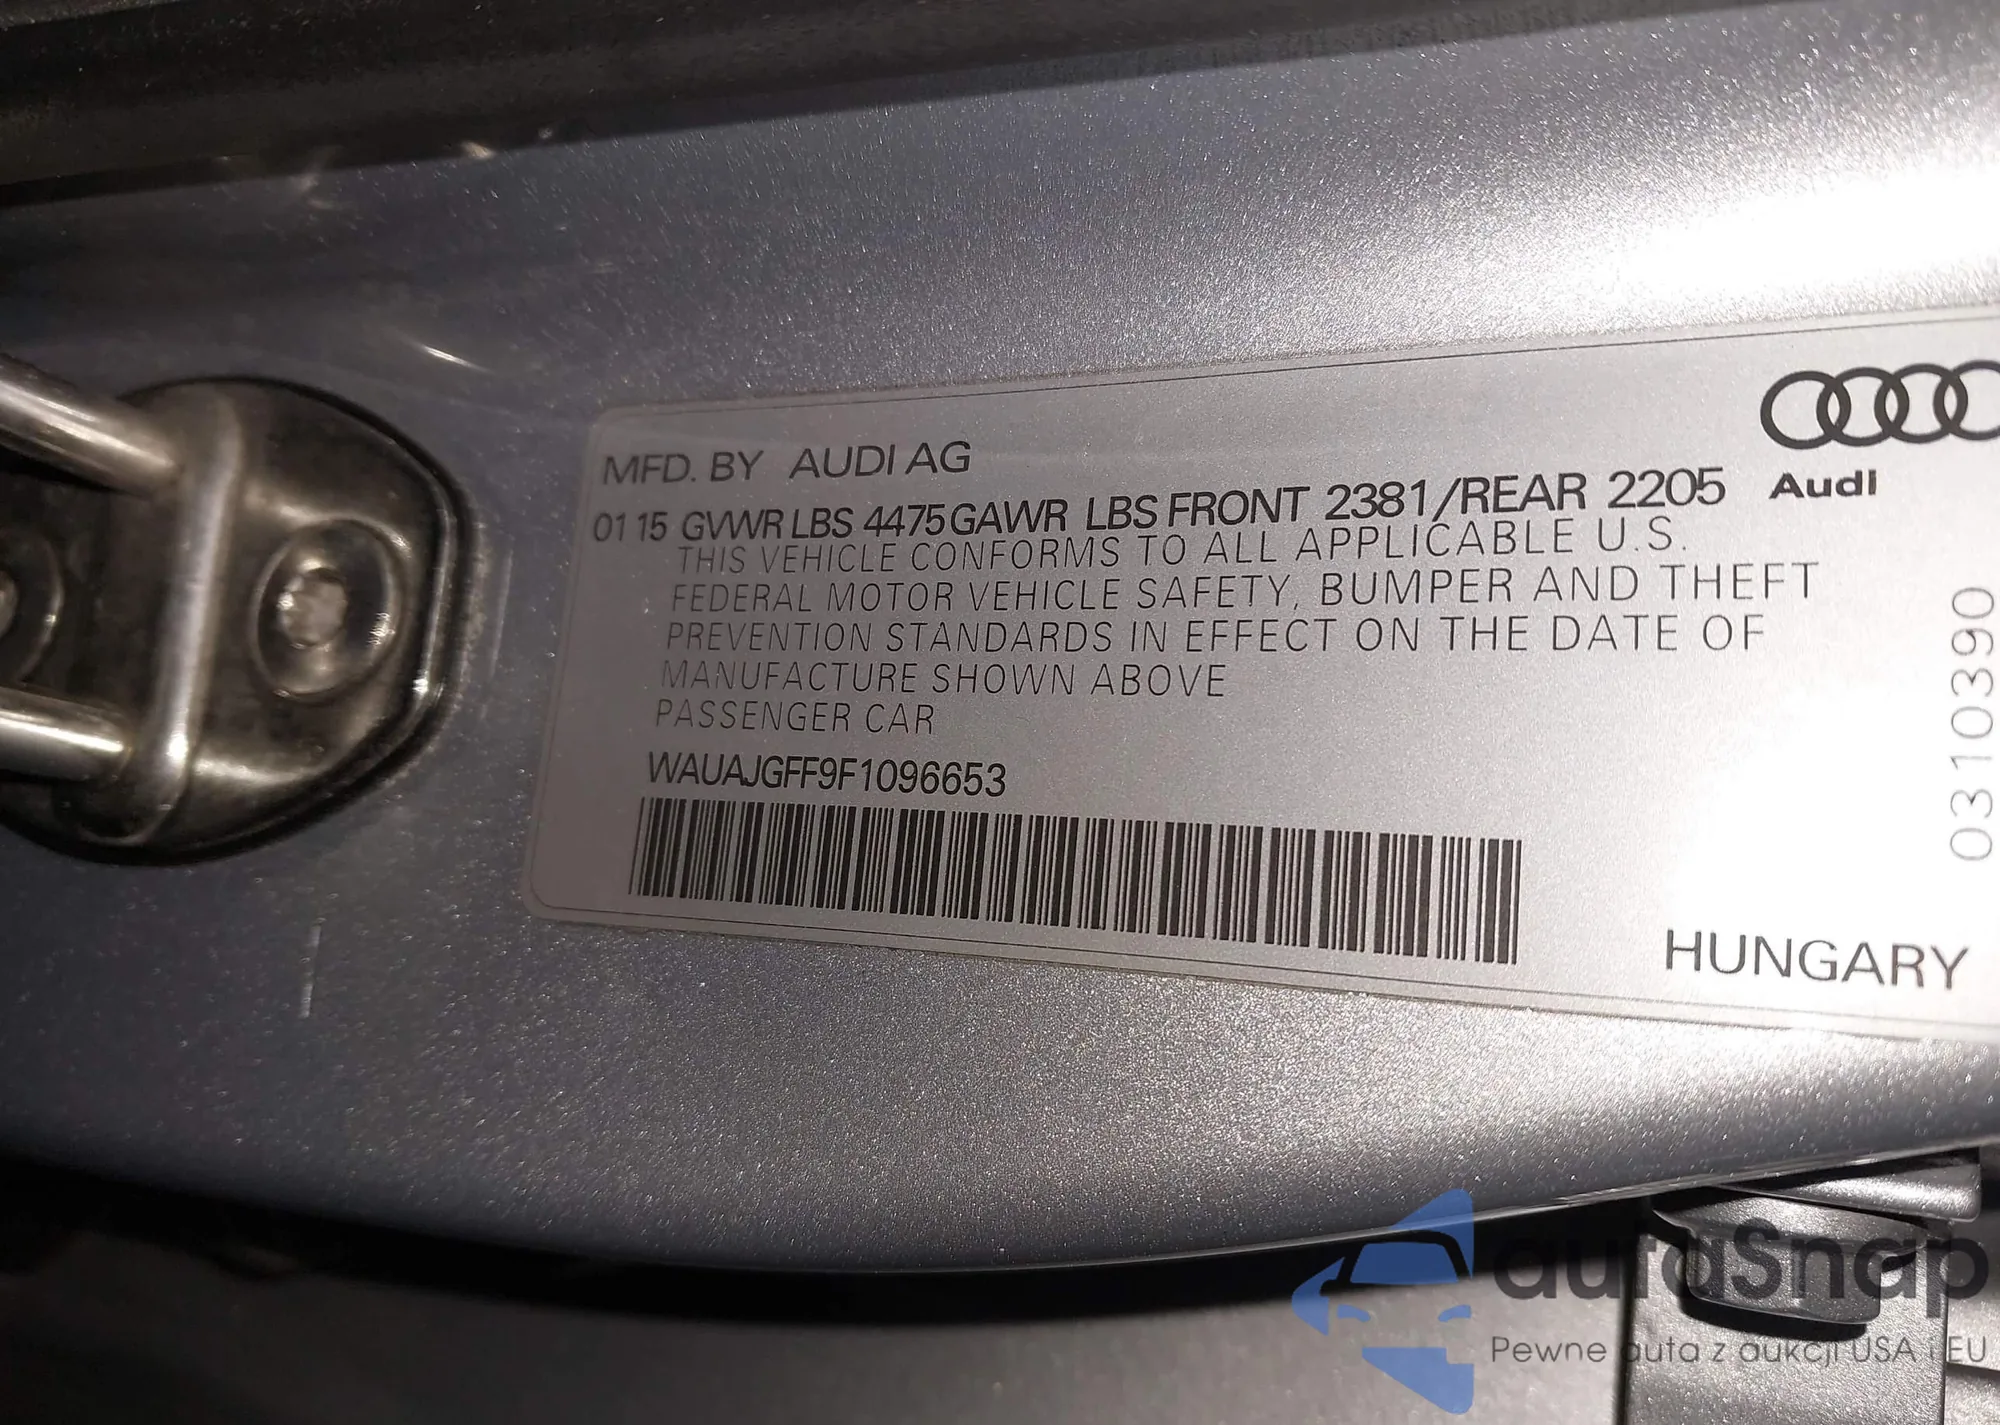 MFD. BY AUDI AG
01 15 GVWR LBS 4475 GAWR LBS FRONT 2381/REAR 2205
Audi
THIS VEHICLE CONFORMS TO ALL APPLICABLE U.S.
FEDERAL MOTOR VEHICLE SAFETY, BUMPER AND THEFT
PREVENTION STANDARDS IN EFFECT ON THE DATE OF
MANUFACTURE SHOWN ABOVE
PASSENGER CAR
WAUAJGFF9F1096653
0310390
HUNGARY
autaSnap
Pewne auta z aukcji USA i EU